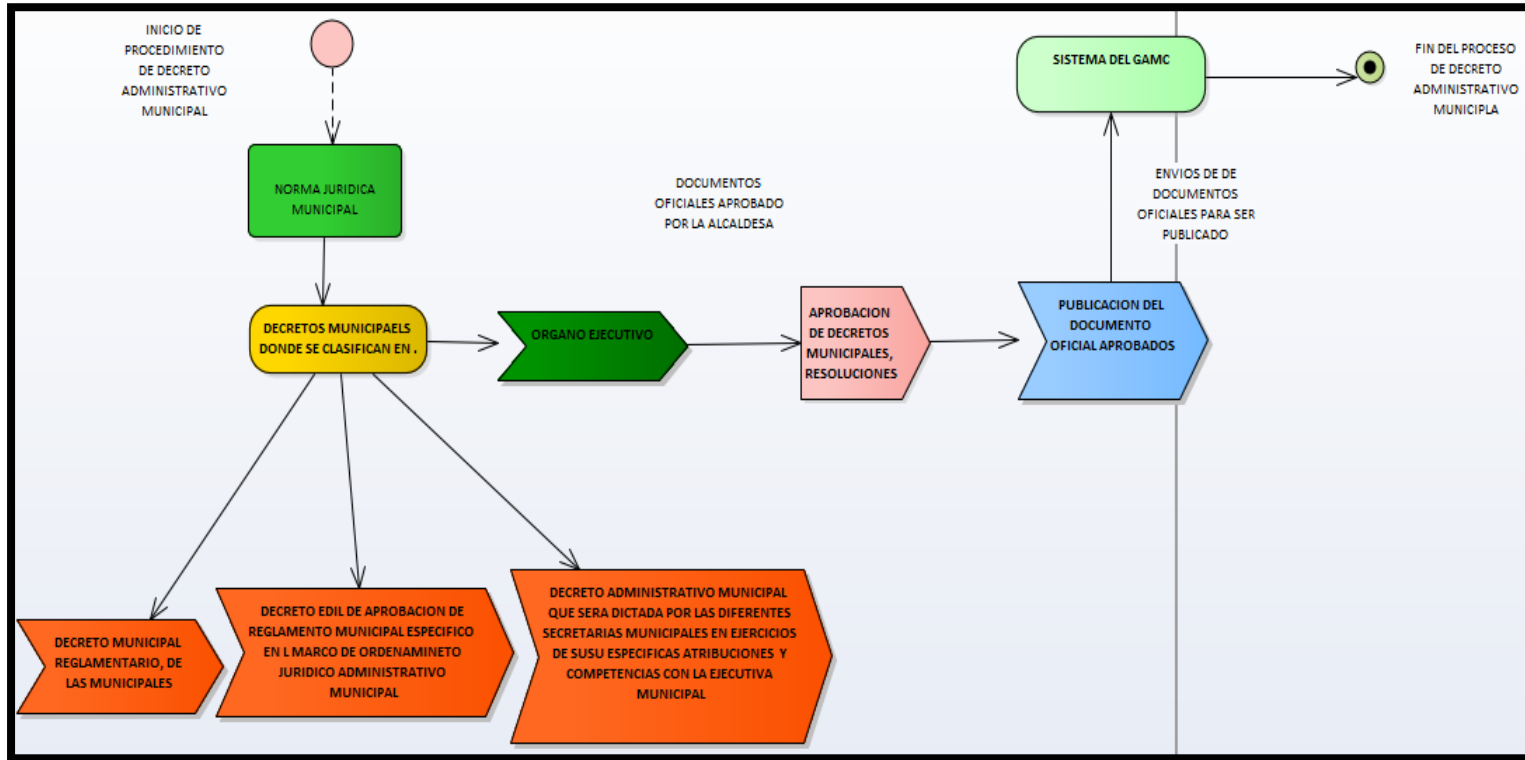 INICIO DE
PROCEDIMIENTO
DE DECRETO
ADMINISTRATIVO
MUNICIPAL
NORMA JURIDICA
MUNICIPAL
DECRETOS MUNICIPAELS
DONDE SE CLASIFICAN EN .
ORGANO EJECUTIVO
DOCUMENTOS
OFICIALES APROBADO
POR LA ALCALDESA
APROBACION
DE DECRETOS
MUNICIPALES,
RESOLUCIONES
PUBLICACION DEL
DOCUMENTO
OFICIAL APROBADOS
ENVIOS DE DE
DOCUMENTOS
OFICIALES PARA SER
PUBLICADO
SISTEMA DEL GAMC
FIN DEL PROCESO
DE DECRETO
ADMINISTRATIVO
MUNICIPLA
DECRETO MUNICIPAL
REGLAMENTARIO, DE
LAS MUNICIPALES
DECRETO EDIL DE APROBACION DE
REGLAMENTO MUNICIPAL ESPECIFICO
EN L MARCO DE ORDENAMINETO
JURIDICO ADMINISTRATIVO
MUNICIPAL
DECRETO ADMINISTRATIVO MUNICIPAL
QUE SERA DICTADA POR LAS DIFERENTES
SECRETARIAS MUNICIPALES EN EJERCICIOS
DE SUSU ESPECIFICAS ATRIBUCIONES Y
COMPETENCIAS CON LA EJECUTIVA
MUNICIPAL